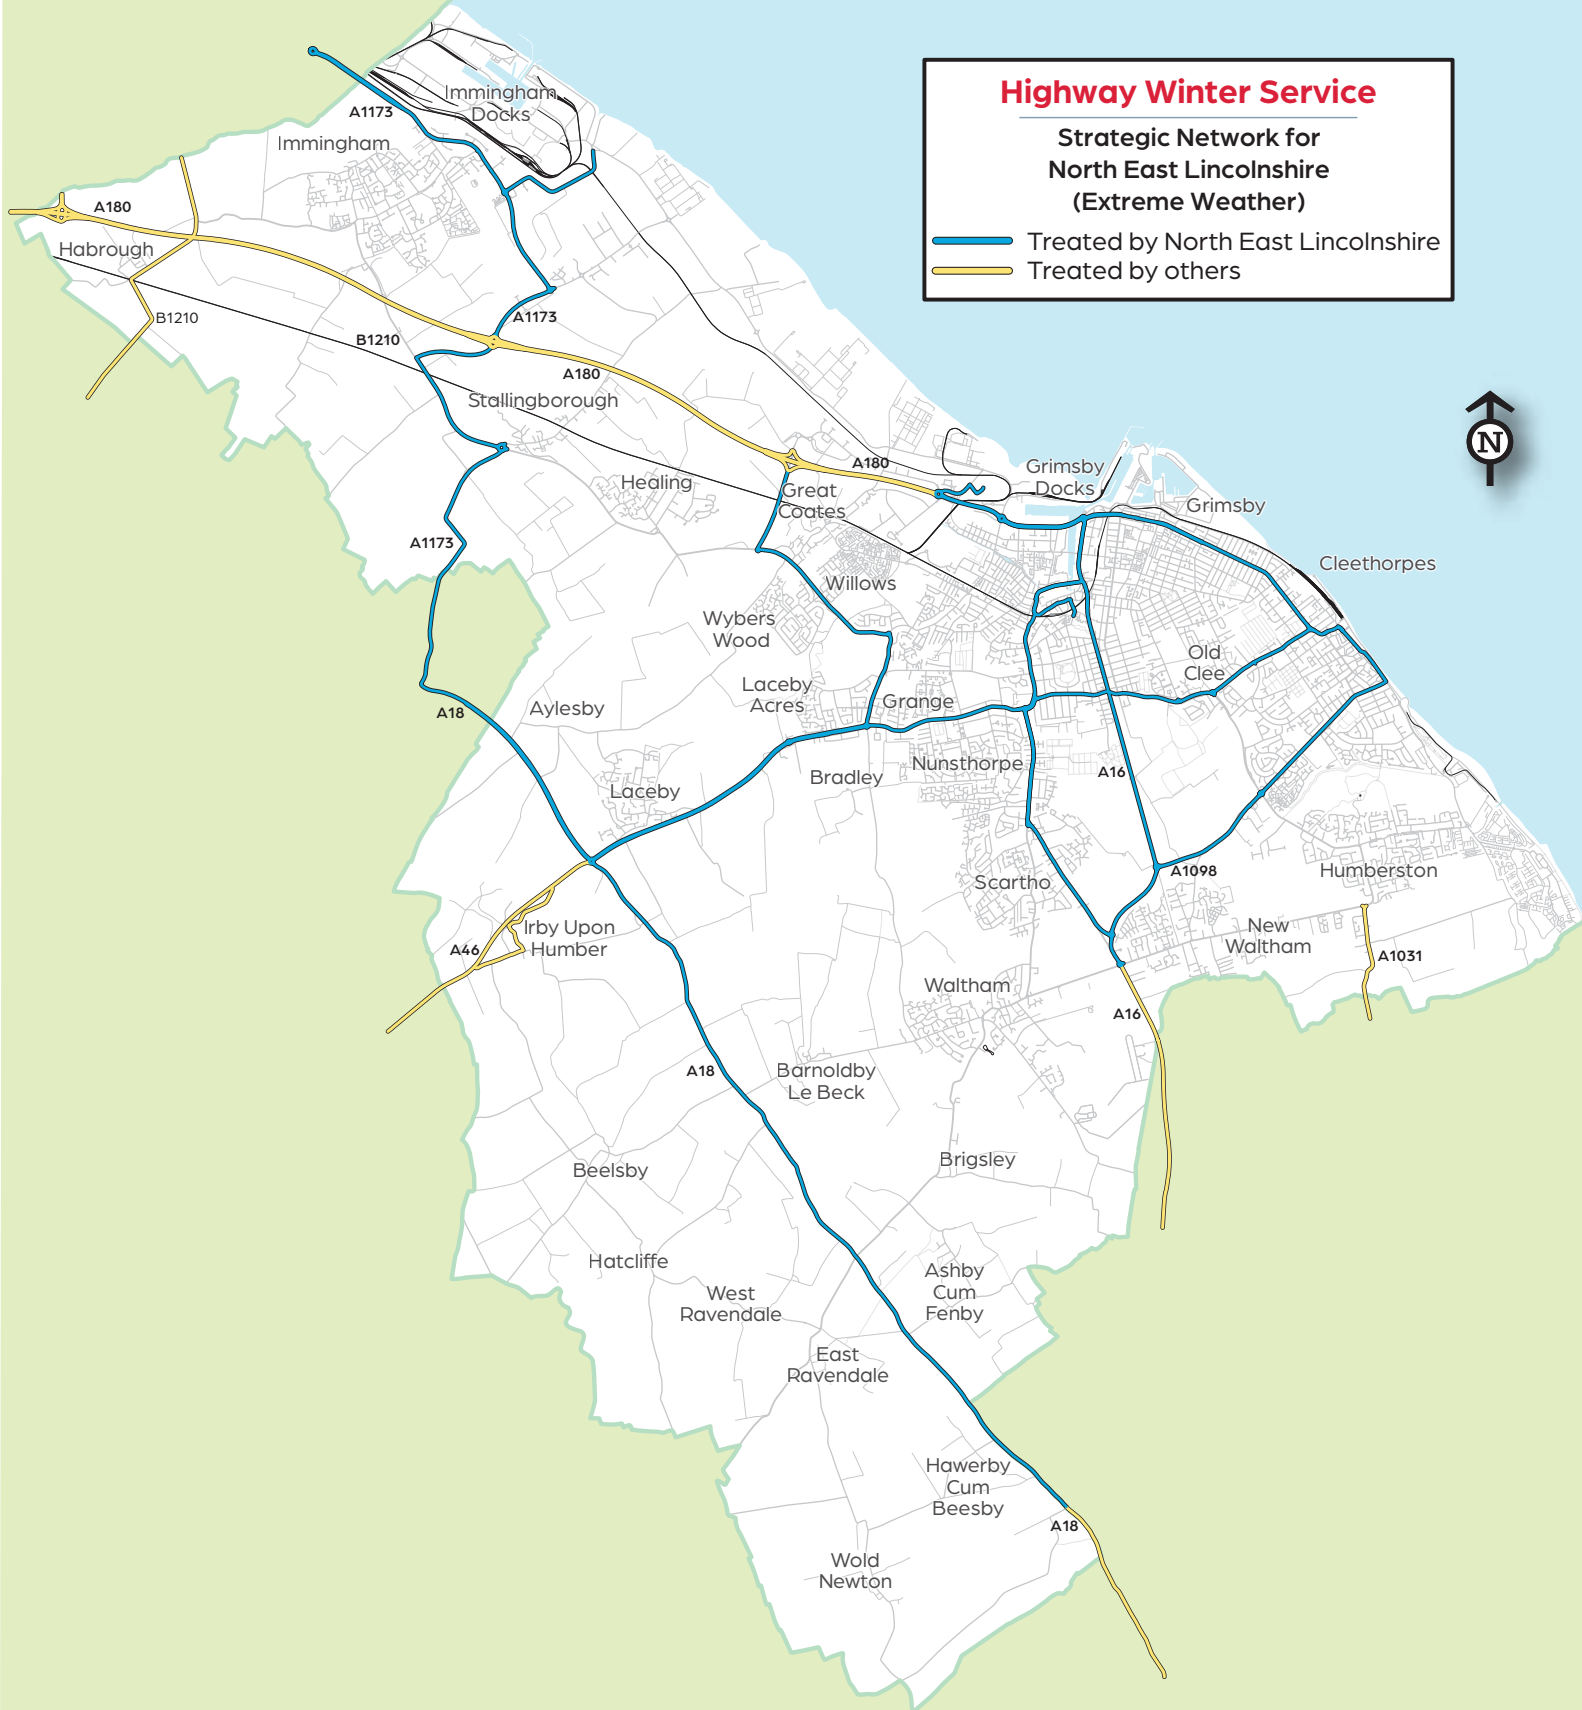 Highway Winter Service
Strategic Network for
North East Lincolnshire
(Extreme Weather)
Treated by North East Lincolnshire
Treated by others
Immingham
Docks
A1173
Immingham
A180
Habrough
B1210
A1173
B1210
A180
Stallingborough
N
A180
Grimsby
Docks
Healing
Great
Coates
Grimsby
A1173
Cleethorpes
Willows
Wybers
Wood
Old
Clee
Laceby
Acres
Grange
Aylesby
A18
Nunsthorpe
A16
Bradley
Laceby
Scartho
A1098
Humberston
Irby Upon
Humber
A46
New
Waltham
A1031
Waltham
A16
A18
Barnoldby
Le Beck
Beelsby
Brigsley
Hatcliffe
Ashby
Cum
Fenby
West
Ravendale
East
Ravendale
Hawerby
Cum
Beesby
A18
Wold
Newton